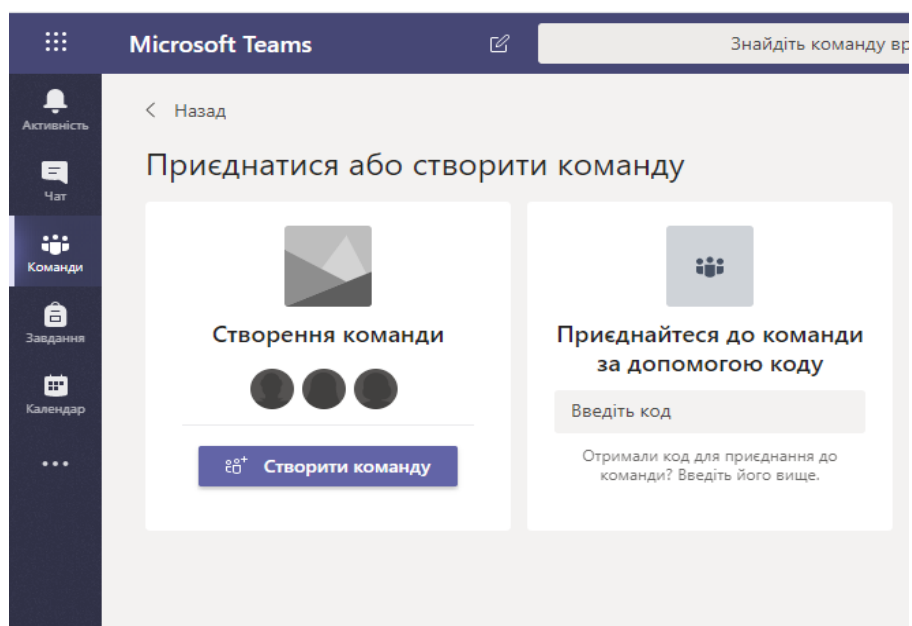 Microsoft Teams
Знайдіть команду
Активність
Чат
Команди
Завдання
Календар
Назад
Приєднатися або створити команду
Створення команди
Створити команду
Приєднайтеся до команди
за допомогою коду
Введіть код
Отримали код для приєднання до
команди? Введіть його вище.